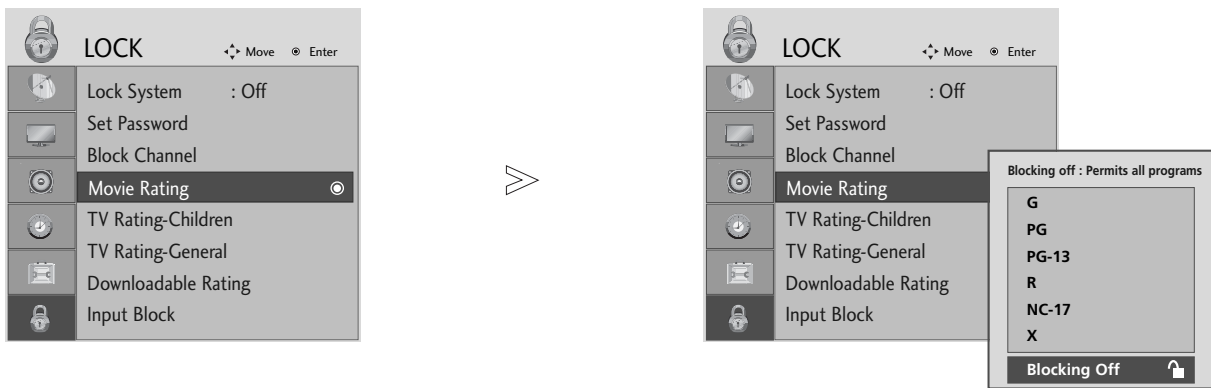 LOCK Move Enter
Lock System : Off
Set Password
Block Channel
Movie Rating
TV Rating-Children
TV Rating-General
Downloadable Rating
Input Block
LOCK Move Enter
Lock System : Off
Set Password
Block Channel
Movie Rating
TV Rating-Children
TV Rating-General
Downloadable Rating
Input Block
Blocking off : Permits all programs
G
PG
PG-13
R
NC-17
X
Blocking Off